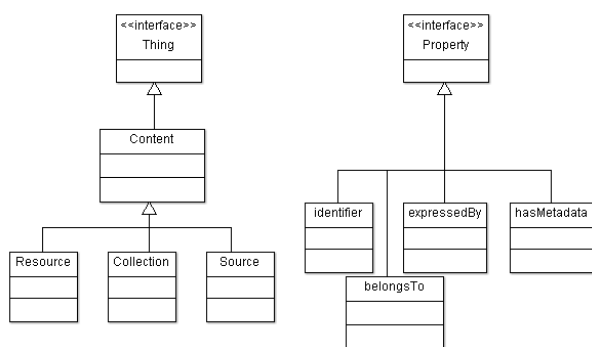 <<interface>>
Thing
Content
Resource
Collection
Source
<<interface>>
Property
identifier
expressedBy
hasMetadata
belongsTo